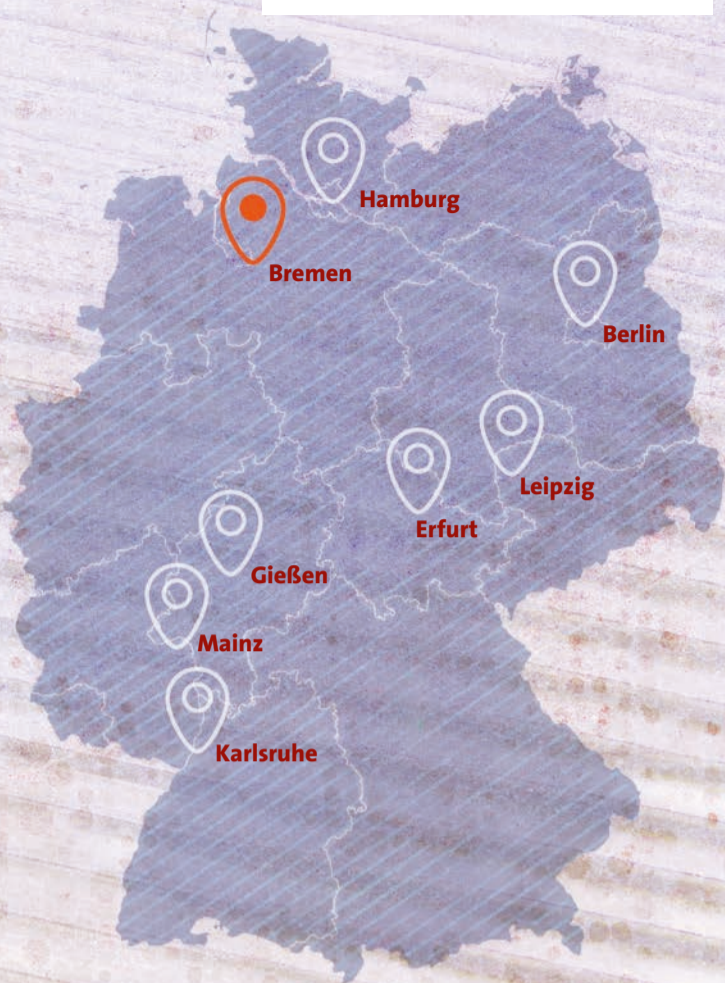 Hamburg
Bremen
Berlin
Leipzig
Erfurt
Gießen
Mainz
Karlsruhe